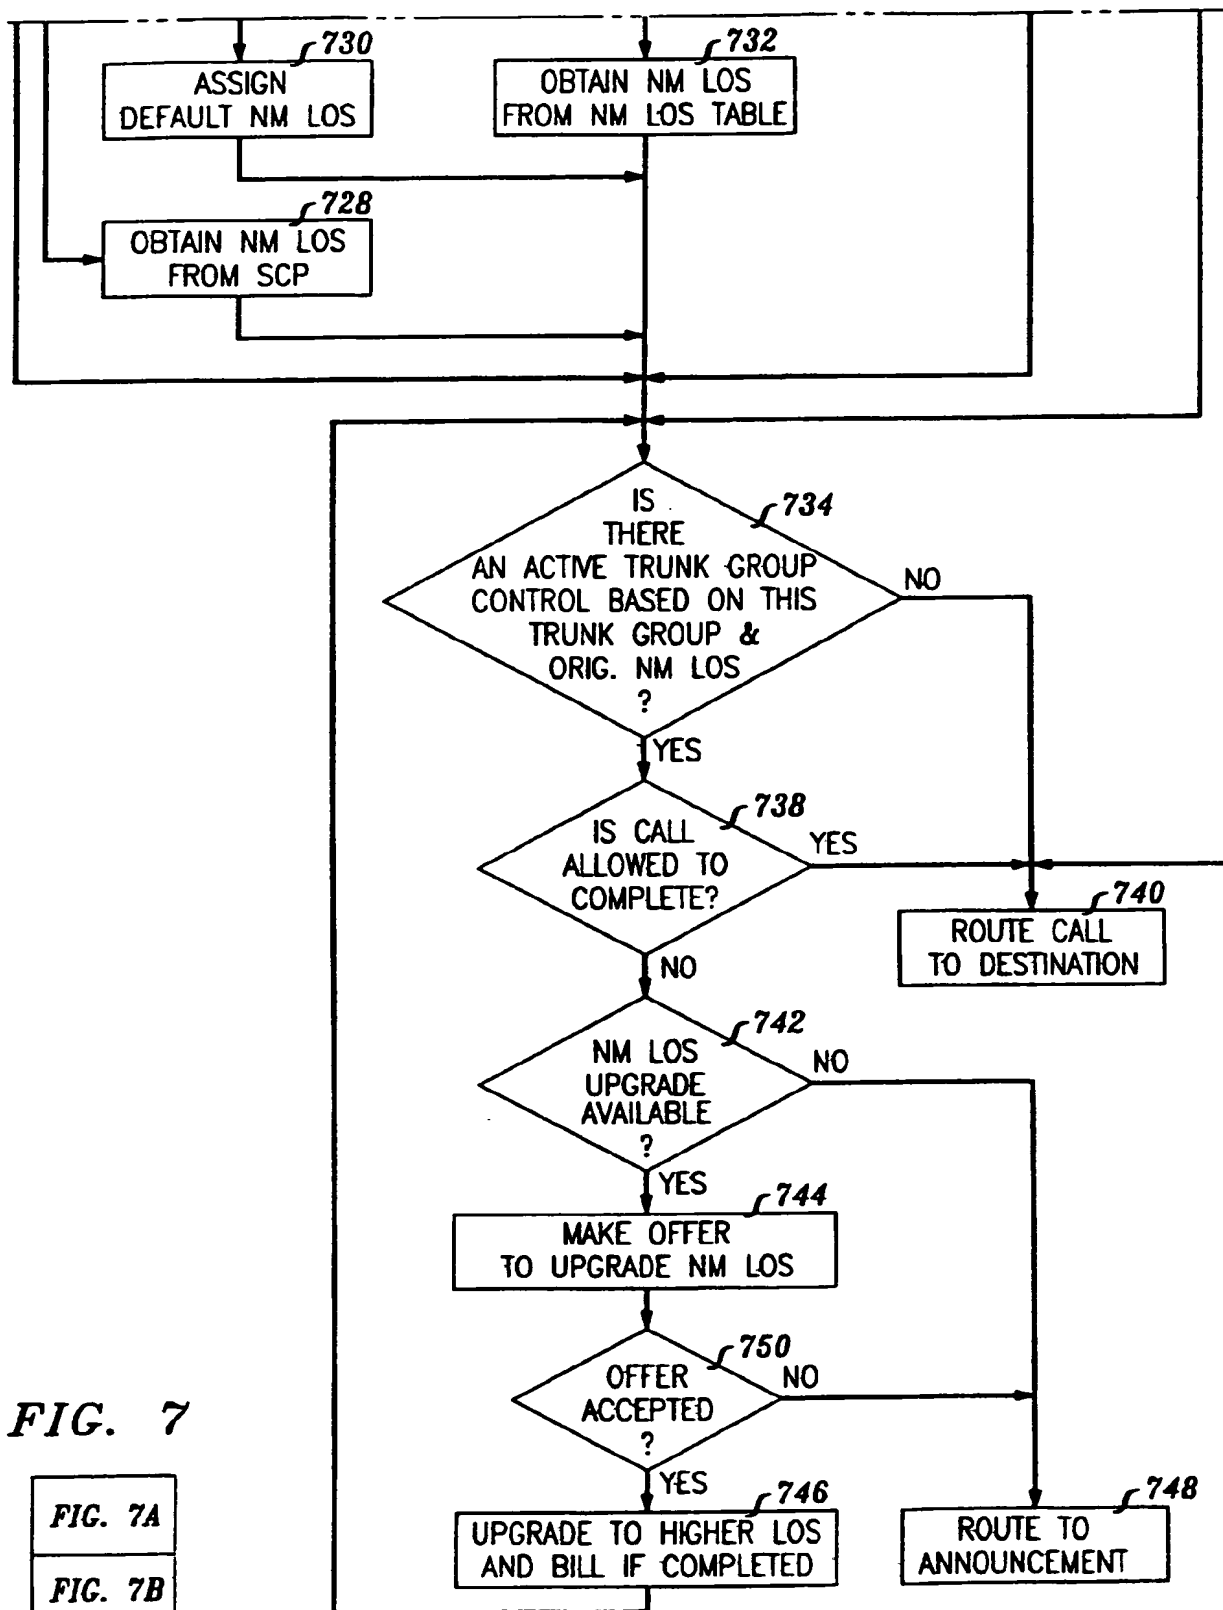 730
ASSIGN
DEFAULT NM LOS
732
OBTAIN NM LOS
FROM NM LOS TABLE
728
OBTAIN NM LOS
FROM SCP
734
IS
THERE
AN ACTIVE TRUNK GROUP
CONTROL BASED ON THIS
TRUNK GROUP &
ORIG. NM LOS
?
NO
YES
738
IS CALL
ALLOWED TO
COMPLETE?
YES
NO
740
ROUTE CALL
TO DESTINATION
742
NM LOS
UPGRADE
AVAILABLE
?
NO
YES
744
MAKE OFFER
TO UPGRADE NM LOS
750
OFFER
ACCEPTED
?
NO
YES
746
UPGRADE TO HIGHER LOS
AND BILL IF COMPLETED
748
ROUTE TO
ANNOUNCEMENT
FIG. 7
FIG. 7A
FIG. 7B